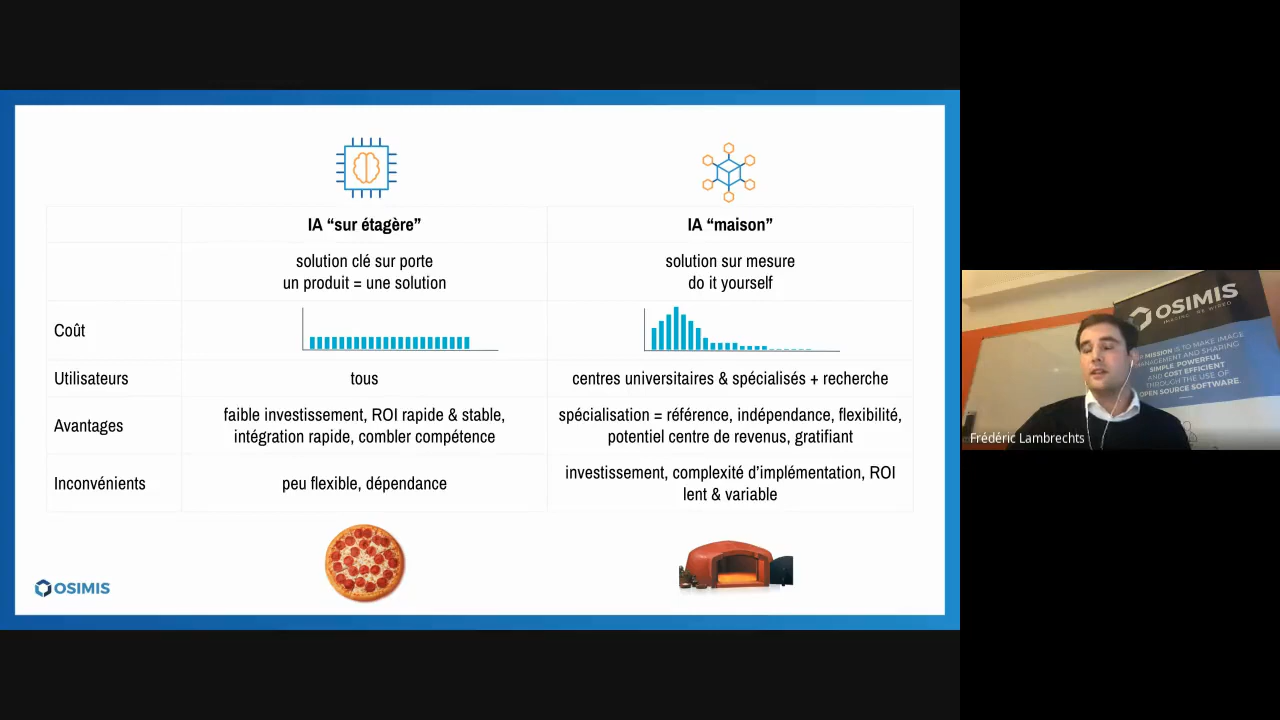 IA “sur étagère”
IA “maison”
solution clé sur porte
un produit = une solution
solution sur mesure
do it yourself
Coût
Utilisateurs
tous
centres universitaires & spécialisés + recherche
Avantages
faible investissement, ROI rapide & stable,
intégration rapide, combler compétence
spécialisation = référence, indépendance, flexibilité,
potentiel centre de revenus, gratifiant
Inconvénients
peu flexible, dépendance
investissement, complexité d’implémentation, ROI
lent & variable
OSIMIS
OSIMIS
MISSION IS TO MAKE IMAGE
MANAGEMENT AND SHARING
SIMPLE, POWERFUL
AND COST EFFICIENT
THROUGH THE USE OF
OPEN SOURCE SOFTWARE.
Frédéric Lambrechts